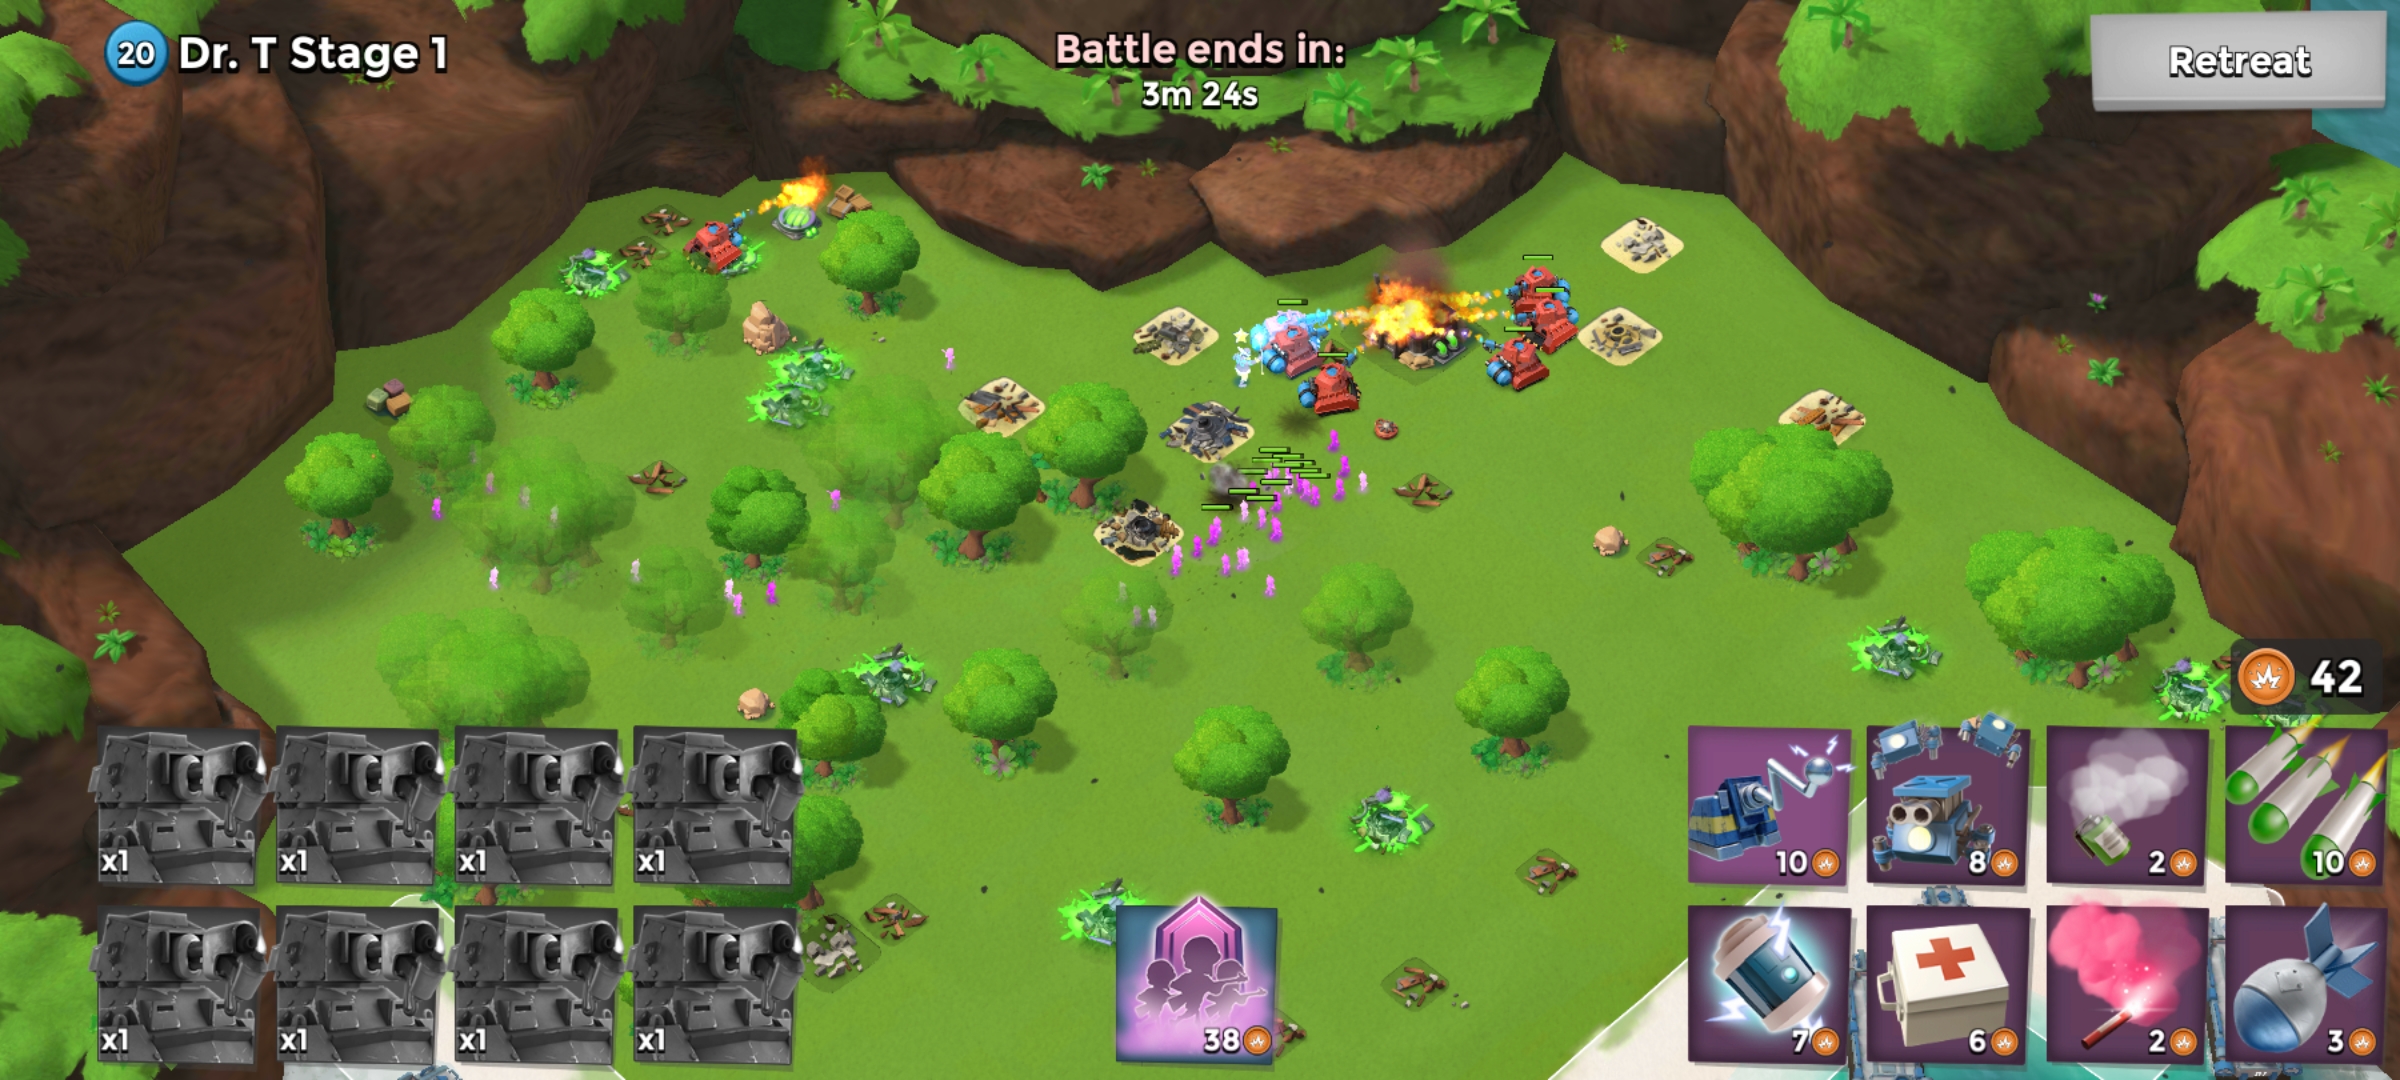 20 Dr. T Stage 1
Battle ends in:
3m 24s
Retreat
42
x1 x1 x1 x1
10 8 2 10
x1 x1 x1 x1
38
7 6 2 3